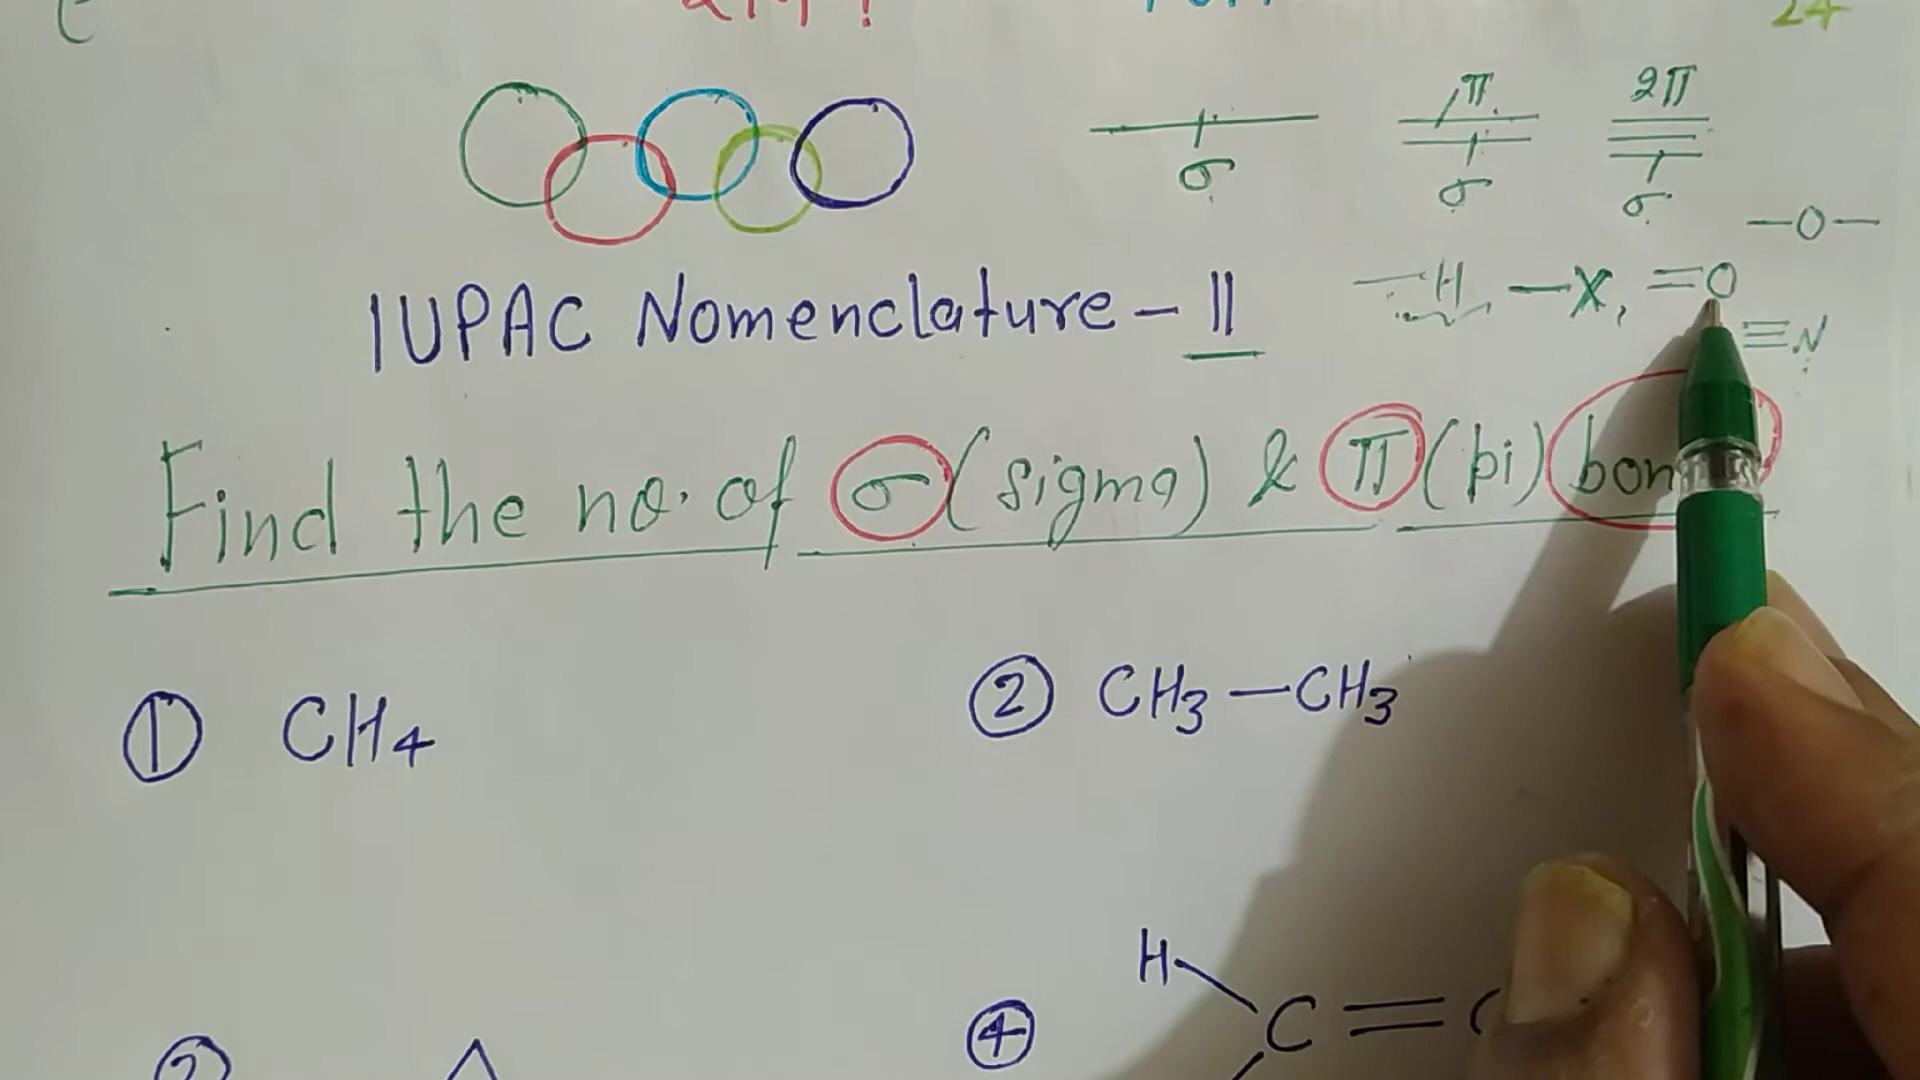 24
π π 2π
σ σ σ
—O—
—H —X, =O
≡N
IUPAC Nomenclature - II
Find the no. of σ (sigma) & π (pi) bon
① CH4
② CH3—CH3
H
④ C=